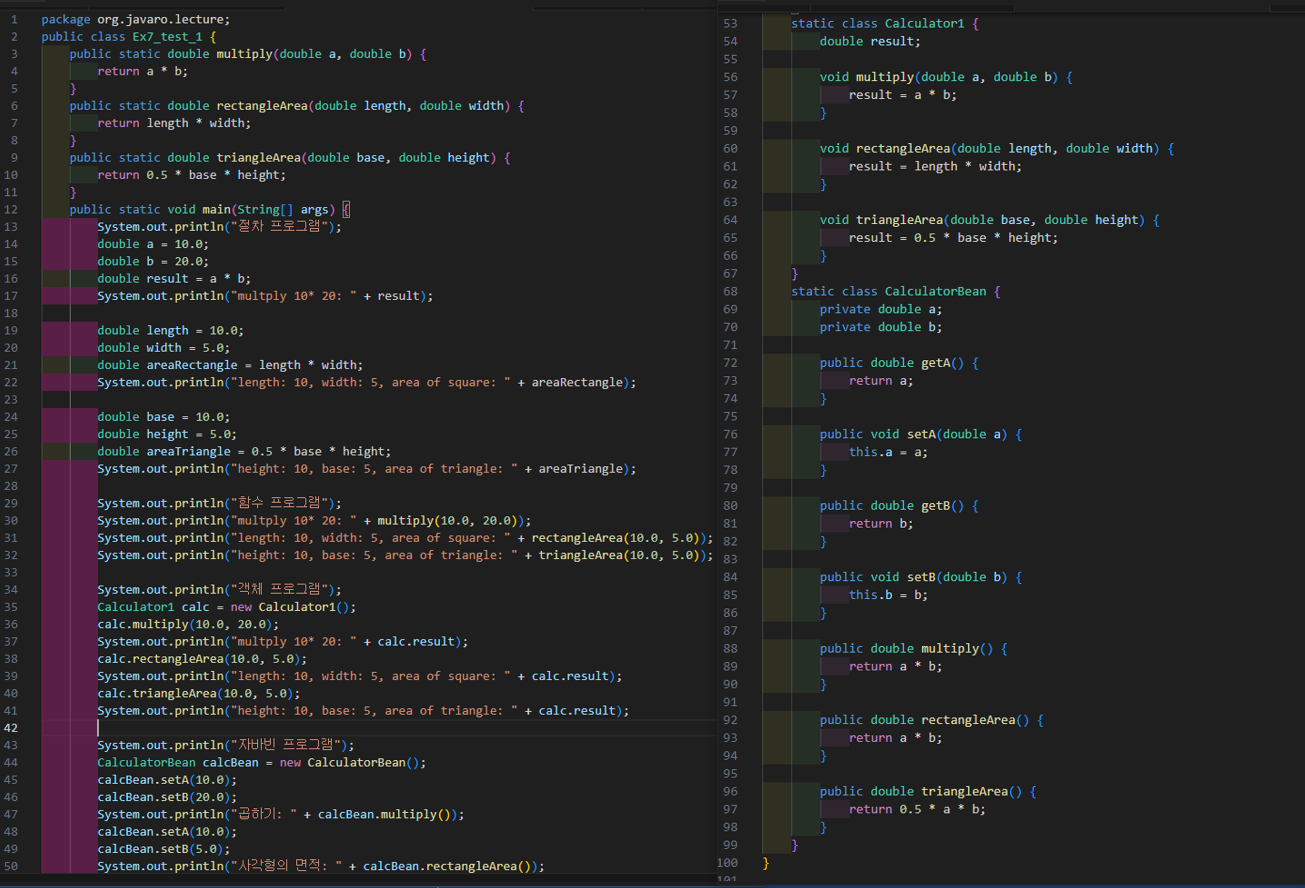 1 package org.javaro.lecture;
2 public class Ex7_test_1 {
3 public static double multiply(double a, double b) {
4 return a * b;
5 }
6 public static double rectangleArea(double length, double width) {
7 return length * width;
8 }
9 public static double triangleArea(double base, double height) {
10 return 0.5 * base * height;
11 }
12 public static void main(String[] args) {
13 System.out.println("절차 프로그램");
14 double a = 10.0;
15 double b = 20.0;
16 double result = a * b;
17 System.out.println("multply 10* 20: " + result);
18
19 double length = 10.0;
20 double width = 5.0;
21 double areaRectangle = length * width;
22 System.out.println("length: 10, width: 5, area of square: " + areaRectangle);
23
24 double base = 10.0;
25 double height = 5.0;
26 double areaTriangle = 0.5 * base * height;
27 System.out.println("height: 10, base: 5, area of triangle: " + areaTriangle);
28
29 System.out.println("함수 프로그램");
30 System.out.println("multply 10* 20: " + multiply(10.0, 20.0));
31 System.out.println("length: 10, width: 5, area of square: " + rectangleArea(10.0, 5.0));
32 System.out.println("height: 10, base: 5, area of triangle: " + triangleArea(10.0, 5.0));
33
34 System.out.println("객체 프로그램");
35 Calculator1 calc = new Calculator1();
36 calc.multiply(10.0, 20.0);
37 System.out.println("multply 10* 20: " + calc.result);
38 calc.rectangleArea(10.0, 5.0);
39 System.out.println("length: 10, width: 5, area of square: " + calc.result);
40 calc.triangleArea(10.0, 5.0);
41 System.out.println("height: 10, base: 5, area of triangle: " + calc.result);
42
43 System.out.println("자바빈 프로그램");
44 CalculatorBean calcBean = new CalculatorBean();
45 calcBean.setA(10.0);
46 calcBean.setB(20.0);
47 System.out.println("곱하기: " + calcBean.multiply());
48 calcBean.setA(10.0);
49 calcBean.setB(5.0);
50 System.out.println("사각형의 면적: " + calcBean.rectangleArea());
53 static class Calculator1 {
54 double result;
55
56 void multiply(double a, double b) {
57 result = a * b;
58 }
59
60 void rectangleArea(double length, double width) {
61 result = length * width;
62 }
63
64 void triangleArea(double base, double height) {
65 result = 0.5 * base * height;
66 }
67 }
68 static class CalculatorBean {
69 private double a;
70 private double b;
71
72 public double getA() {
73 return a;
74 }
75
76 public void setA(double a) {
77 this.a = a;
78 }
79
80 public double getB() {
81 return b;
82 }
83
84 public void setB(double b) {
85 this.b = b;
86 }
87
88 public double multiply() {
89 return a * b;
90 }
91
92 public double rectangleArea() {
93 return a * b;
94 }
95
96 public double triangleArea() {
97 return 0.5 * a * b;
98 }
99 }
100 }
101